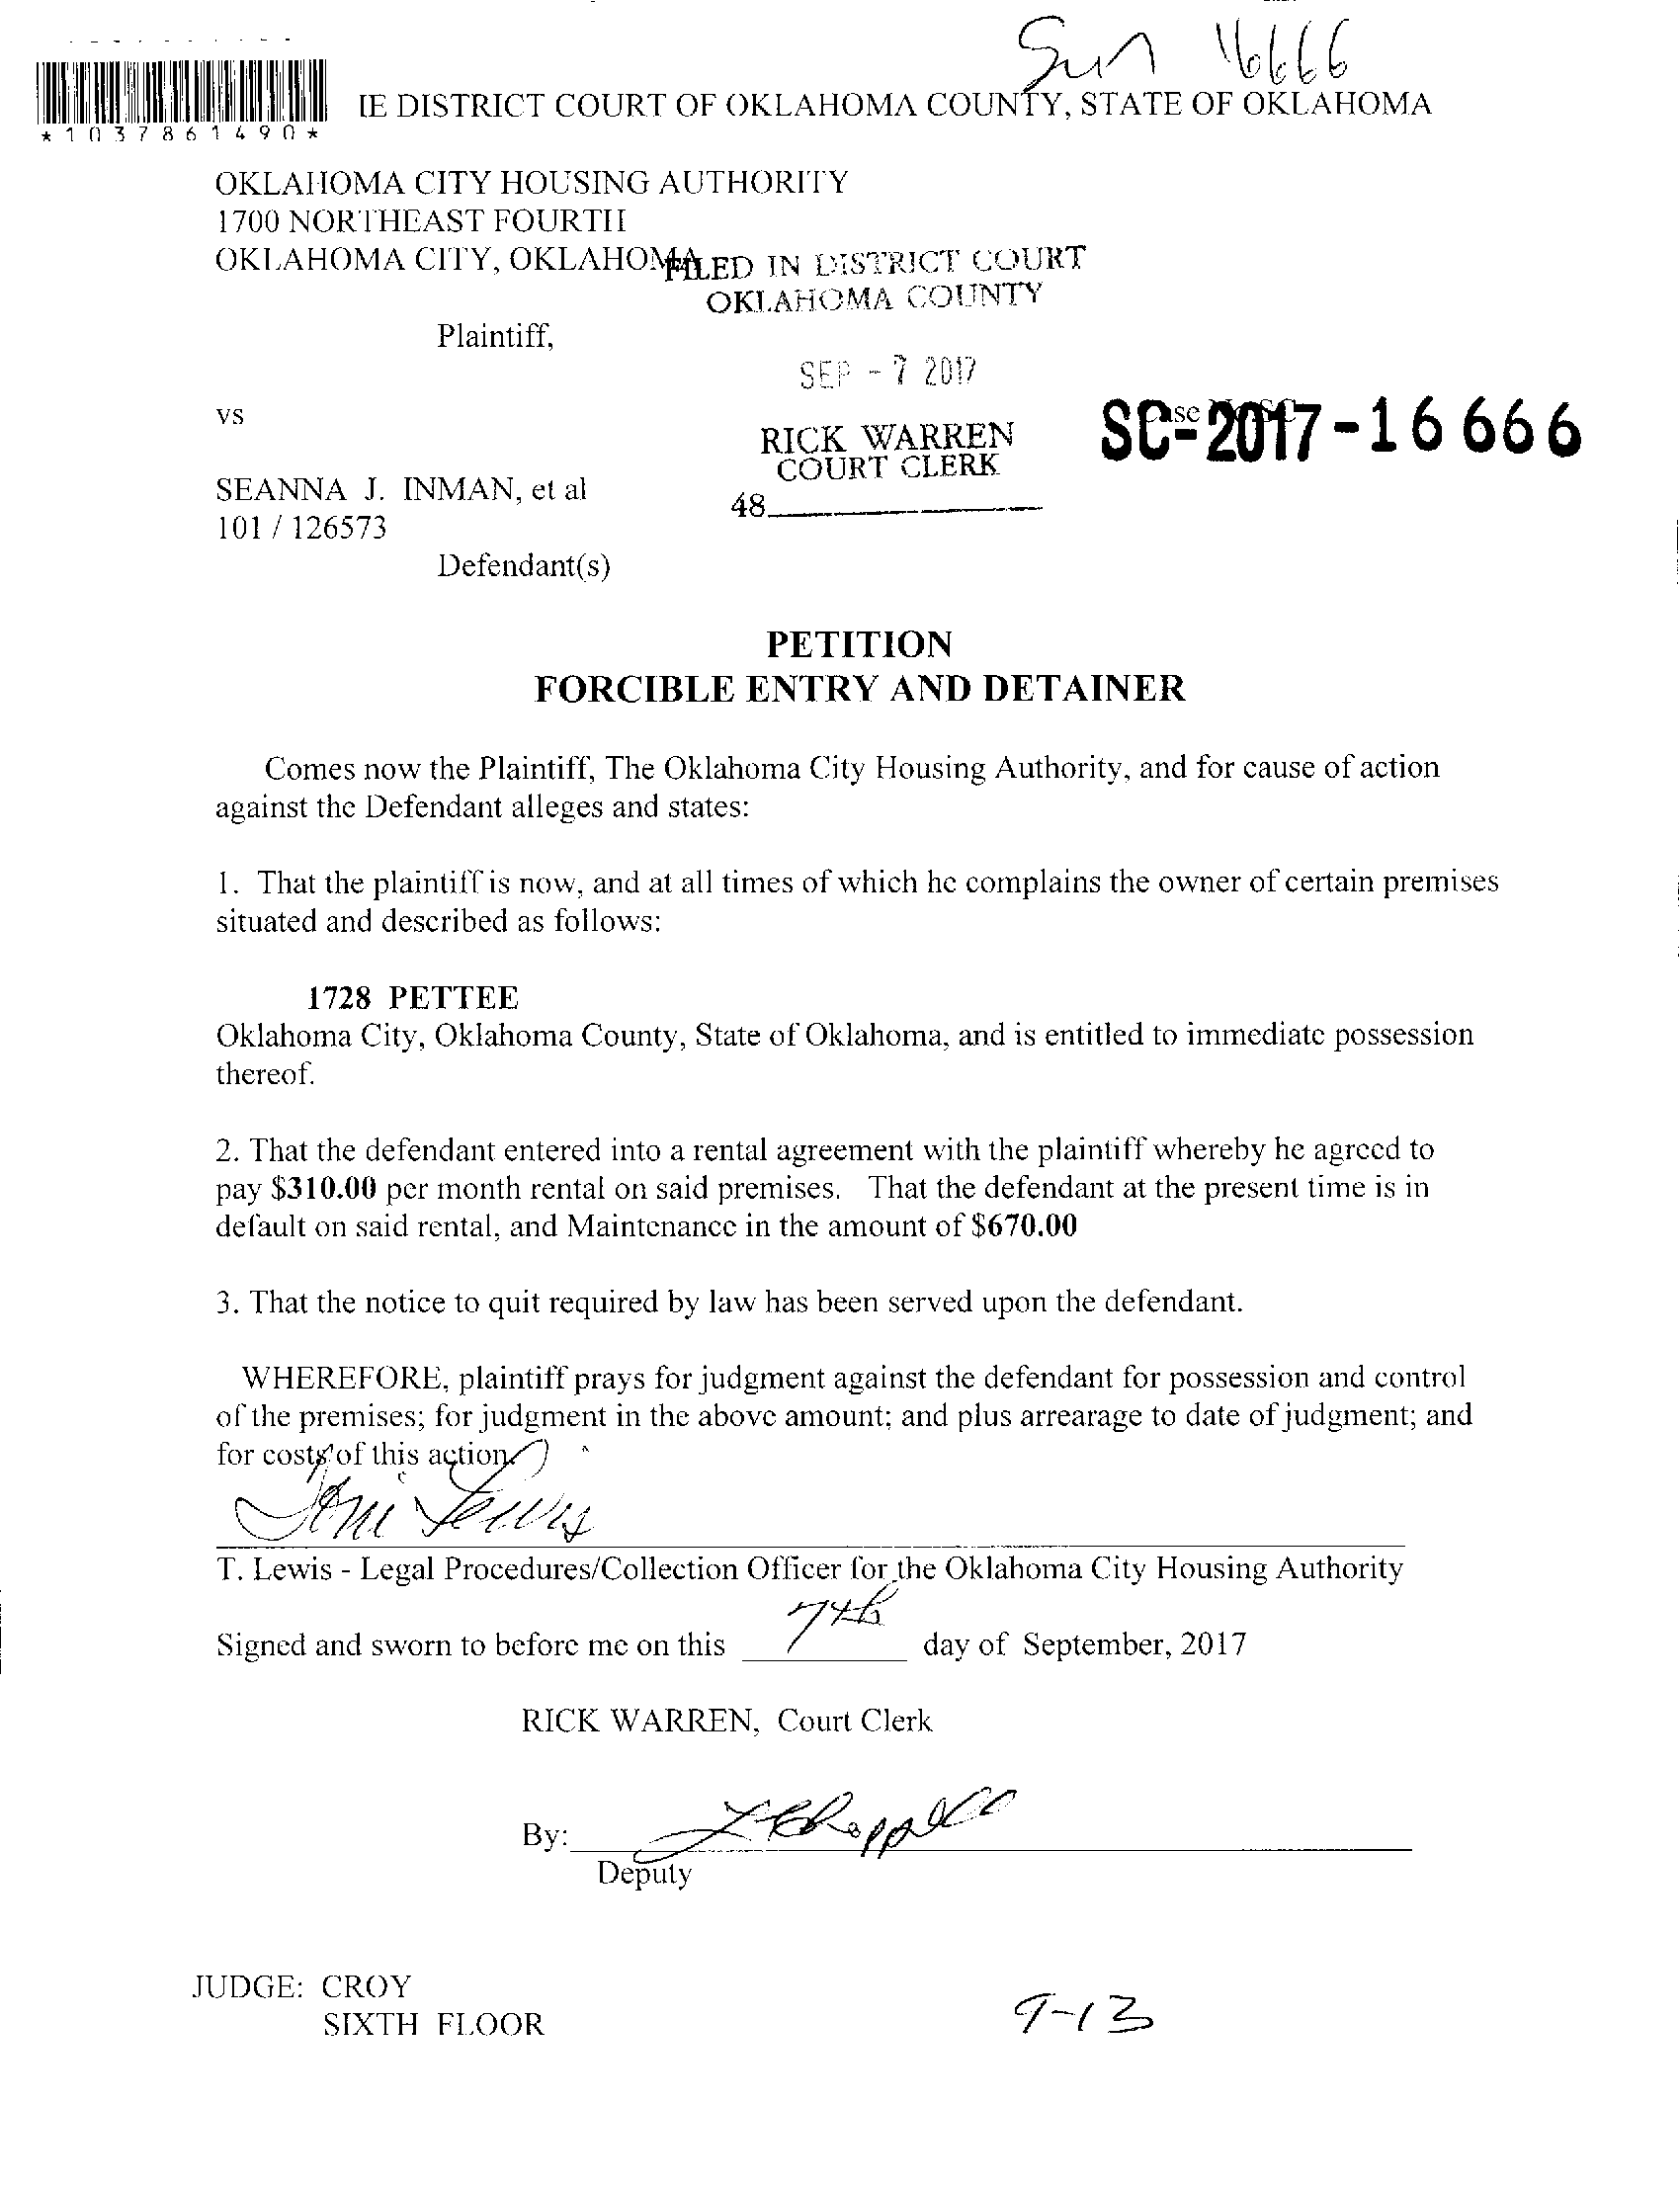 Sun 16666
IE DISTRICT COURT OF OKLAHOMA COUNTY, STATE OF OKLAHOMA
*1037861490*
OKLAHOMA CITY HOUSING AUTHORITY
1700 NORTHEAST FOURTH
OKLAHOMA CITY, OKLAHOMA
FILED IN DISTRICT COURT
OKLAHOMA COUNTY
Plaintiff,
SEP - 7 2017
vs
SC-2017-16666
RICK WARREN
COURT CLERK
SEANNA J. INMAN, et al
48
101 / 126573
Defendant(s)
PETITION
FORCIBLE ENTRY AND DETAINER
Comes now the Plaintiff, The Oklahoma City Housing Authority, and for cause of action
against the Defendant alleges and states:
1. That the plaintiff is now, and at all times of which he complains the owner of certain premises
situated and described as follows:
1728 PETTEE
Oklahoma City, Oklahoma County, State of Oklahoma, and is entitled to immediate possession
thereof.
2. That the defendant entered into a rental agreement with the plaintiff whereby he agreed to
pay $310.00 per month rental on said premises. That the defendant at the present time is in
default on said rental, and Maintenance in the amount of $670.00
3. That the notice to quit required by law has been served upon the defendant.
WHEREFORE, plaintiff prays for judgment against the defendant for possession and control
of the premises; for judgment in the above amount; and plus arrearage to date of judgment; and
for costs of this action.
Toni Lewis
T. Lewis - Legal Procedures/Collection Officer for the Oklahoma City Housing Authority
Signed and sworn to before me on this 7th day of September, 2017
RICK WARREN, Court Clerk
By:
Deputy
JUDGE: CROY
SIXTH FLOOR
9-13